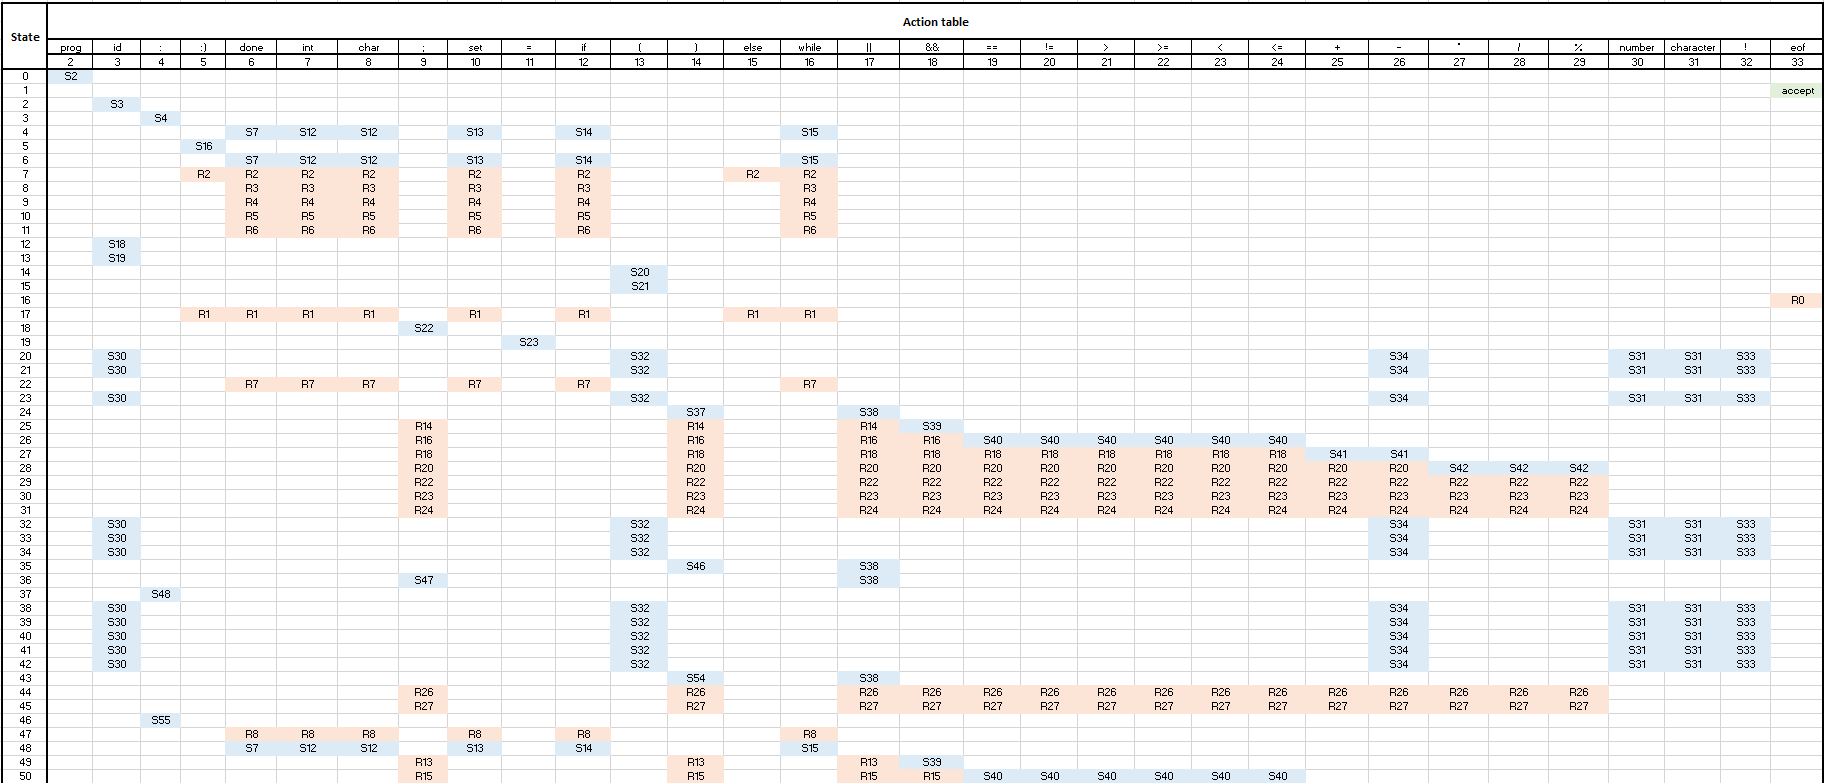 Action table
State
prog id : :) done int char ; set = if ( ) else while || && == != > >= < <= + - * / % number character ! eof
2 3 4 5 6 7 8 9 10 11 12 13 14 15 16 17 18 19 20 21 22 23 24 25 26 27 28 29 30 31 32 33
0 S2
1 accept
2 S3
3 S4
4 S7 S12 S12 S13 S14 S15
5 S16
6 S7 S12 S12 S13 S14 S15
7 R2 R2 R2 R2 R2 R2 R2 R2
8 R3 R3 R3 R3 R3 R3
9 R4 R4 R4 R4 R4 R4
10 R5 R5 R5 R5 R5 R5
11 R6 R6 R6 R6 R6 R6
12 S18
13 S19
14 S20
15 S21
16 R0
17 R1 R1 R1 R1 R1 R1 R1 R1
18 S22
19 S23
20 S30 S32 S34 S31 S31 S33
21 S30 S32 S34 S31 S31 S33
22 R7 R7 R7 R7 R7 R7
23 S30 S32 S34 S31 S31 S33
24 S37 S38
25 R14 R14 R14 S39
26 R16 R16 R16 R16 S40 S40 S40 S40 S40 S40
27 R18 R18 R18 R18 R18 R18 R18 R18 R18 R18 S41 S41
28 R20 R20 R20 R20 R20 R20 R20 R20 R20 R20 R20 R20 S42 S42 S42
29 R22 R22 R22 R22 R22 R22 R22 R22 R22 R22 R22 R22 R22 R22 R22
30 R23 R23 R23 R23 R23 R23 R23 R23 R23 R23 R23 R23 R23 R23 R23
31 R24 R24 R24 R24 R24 R24 R24 R24 R24 R24 R24 R24 R24 R24 R24
32 S30 S32 S34 S31 S31 S33
33 S30 S32 S34 S31 S31 S33
34 S30 S32 S34 S31 S31 S33
35 S46 S38
36 S47 S38
37 S48
38 S30 S32 S34 S31 S31 S33
39 S30 S32 S34 S31 S31 S33
40 S30 S32 S34 S31 S31 S33
41 S30 S32 S34 S31 S31 S33
42 S30 S32 S34 S31 S31 S33
43 S54 S38
44 R26 R26 R26 R26 R26 R26 R26 R26 R26 R26 R26 R26 R26 R26 R26
45 R27 R27 R27 R27 R27 R27 R27 R27 R27 R27 R27 R27 R27 R27 R27
46 S55
47 R8 R8 R8 R8 R8 R8
48 S7 S12 S12 S13 S14 S15
49 R13 R13 R13 S39
50 R15 R15 R15 R15 S40 S40 S40 S40 S40 S40